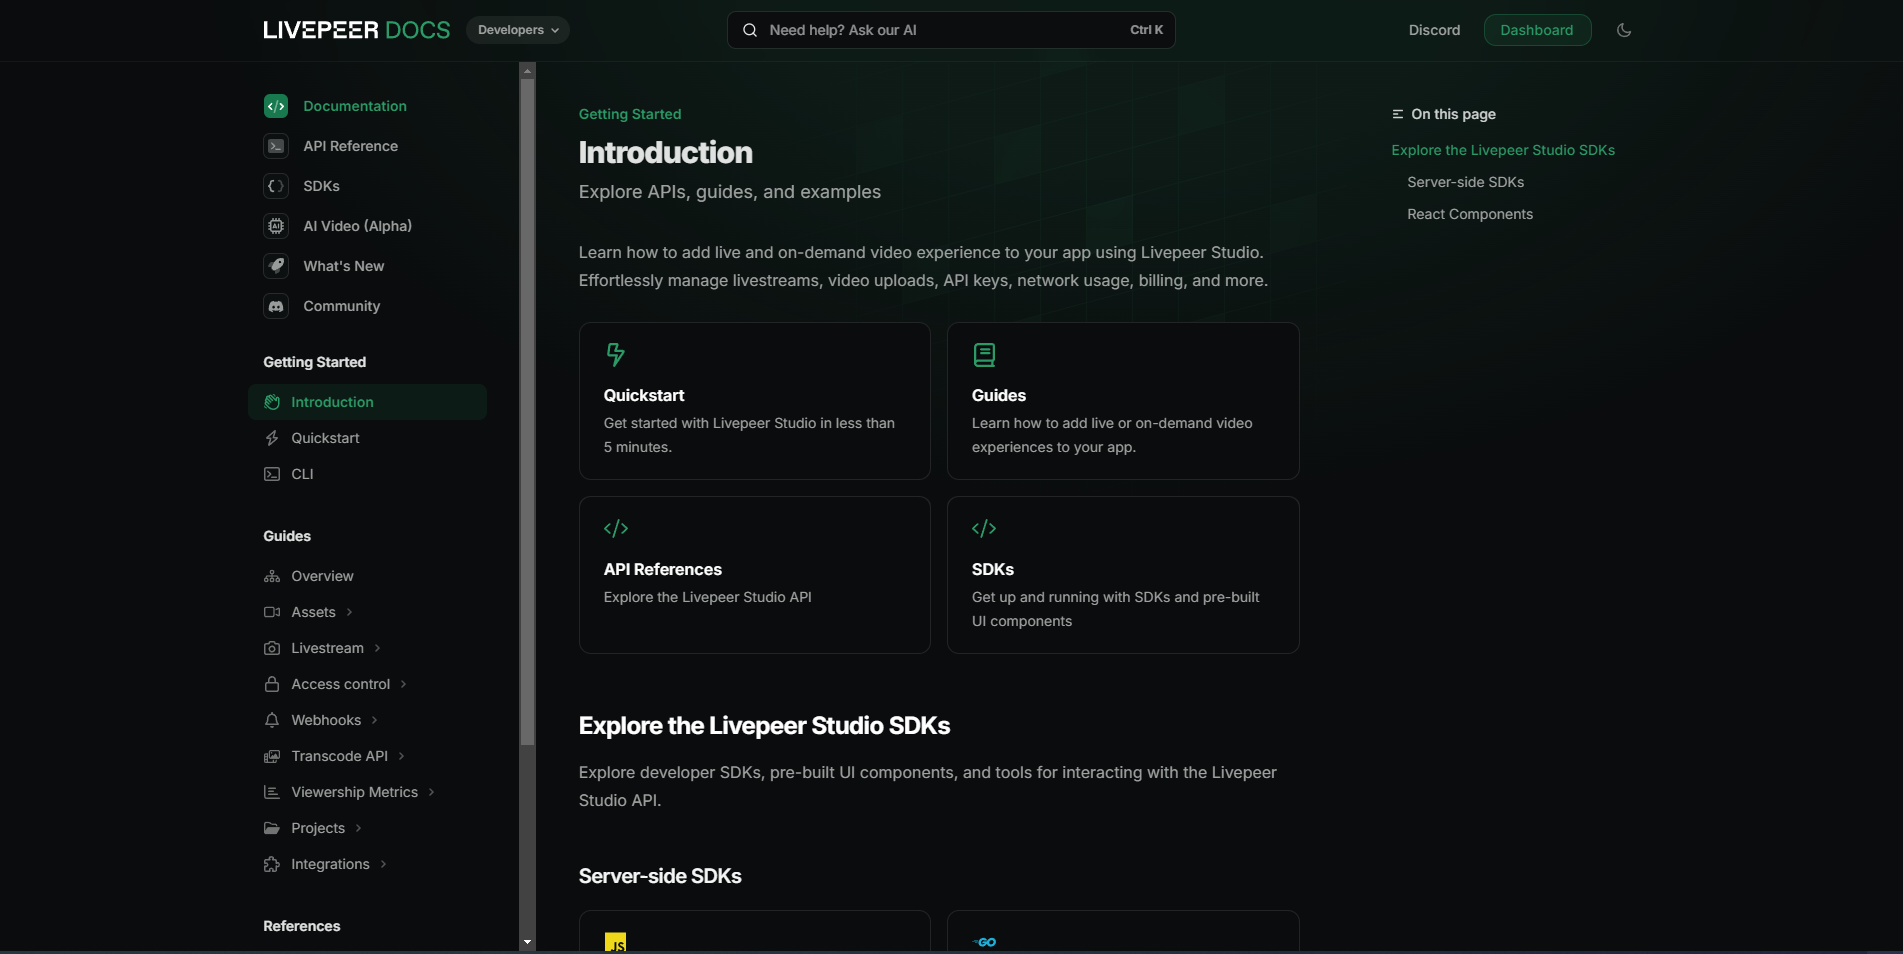 LIVEPEER DOCS
Developers
Need help? Ask our AI
Ctrl K
Discord
Dashboard
Documentation
API Reference
SDKs
AI Video (Alpha)
What's New
Community
Getting Started
Introduction
Quickstart
CLI
Guides
Overview
Assets
Livestream
Access control
Webhooks
Transcode API
Viewership Metrics
Projects
Integrations
References
Getting Started
Introduction
Explore APIs, guides, and examples
Learn how to add live and on-demand video experience to your app using Livepeer Studio.
Effortlessly manage livestreams, video uploads, API keys, network usage, billing, and more.
Quickstart
Get started with Livepeer Studio in less than
5 minutes.
Guides
Learn how to add live or on-demand video
experiences to your app.
API References
Explore the Livepeer Studio API
SDKs
Get up and running with SDKs and pre-built
UI components
Explore the Livepeer Studio SDKs
Explore developer SDKs, pre-built UI components, and tools for interacting with the Livepeer
Studio API.
Server-side SDKs
JS
GO
On this page
Explore the Livepeer Studio SDKs
Server-side SDKs
React Components